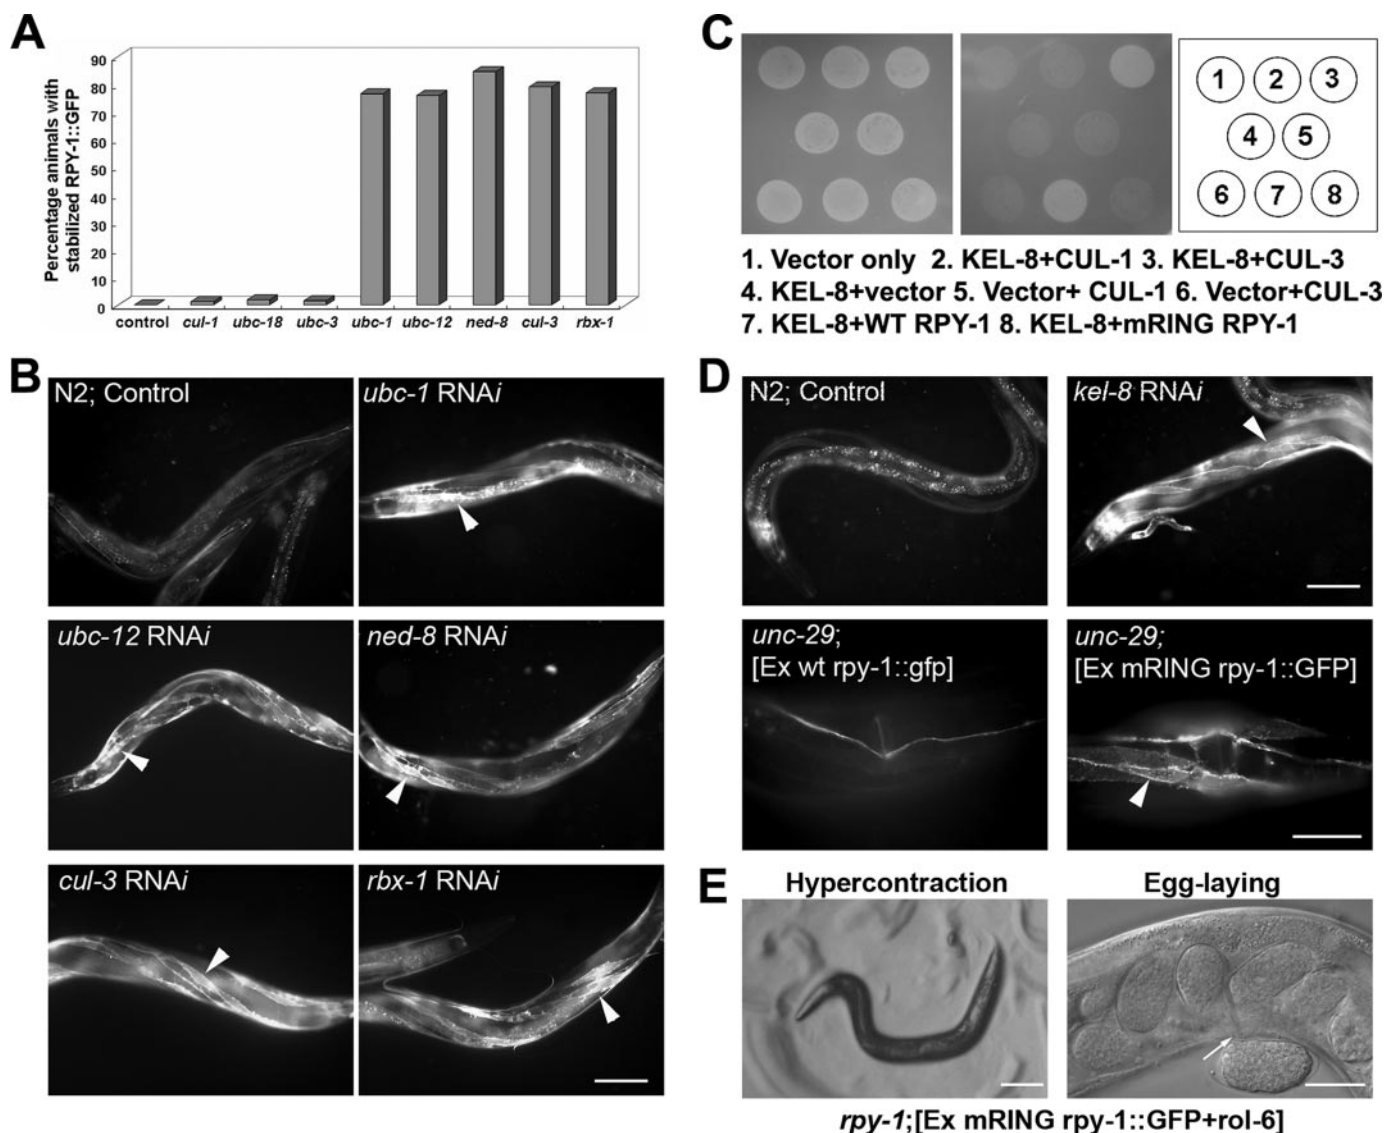 A
Percentage animals with
stabilized RPY-1::GFP
90
80
70
60
50
40
30
20
10
0
control cul-1 ubc-18 ubc-3 ubc-1 ubc-12 ned-8 cul-3 rbx-1
B
N2; Control
ubc-1 RNAi
ubc-12 RNAi
ned-8 RNAi
cul-3 RNAi
rbx-1 RNAi
C
1 2 3
4 5
6 7 8
1. Vector only 2. KEL-8+CUL-1 3. KEL-8+CUL-3
4. KEL-8+vector 5. Vector+ CUL-1 6. Vector+CUL-3
7. KEL-8+WT RPY-1 8. KEL-8+mRING RPY-1
D
N2; Control
kel-8 RNAi
unc-29;
[Ex wt rpy-1::gfp]
unc-29;
[Ex mRING rpy-1::GFP]
E
Hypercontraction
Egg-laying
rpy-1;[Ex mRING rpy-1::GFP+rol-6]